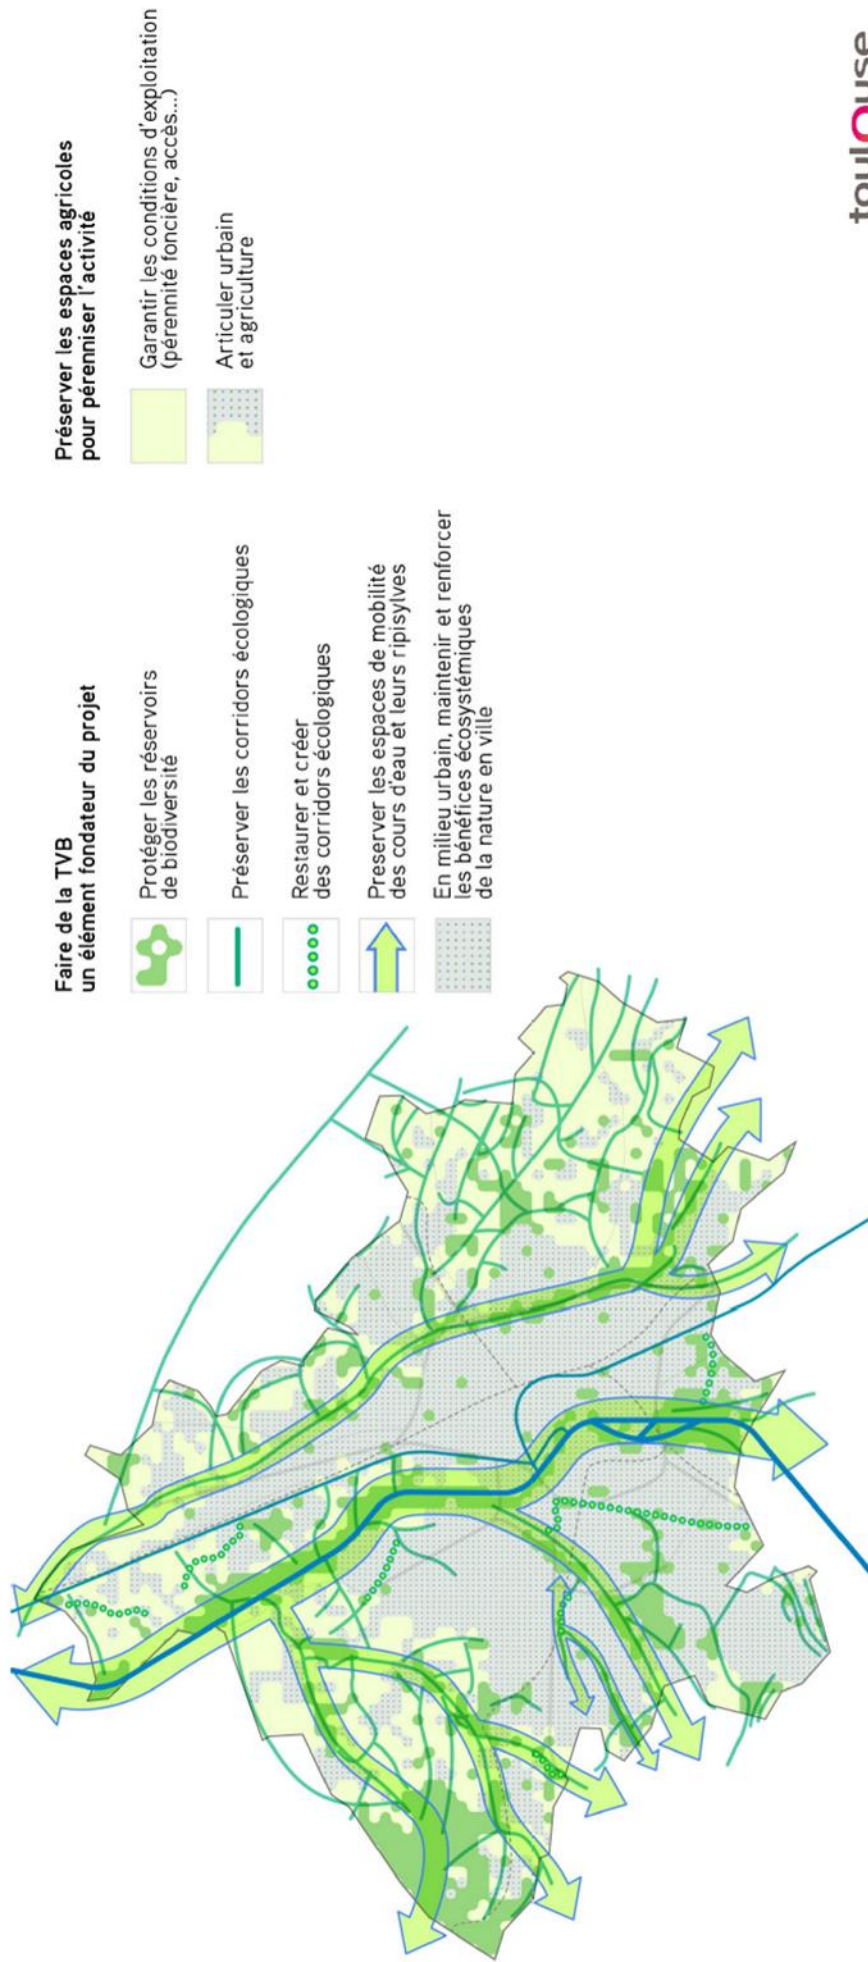 Faire de la TVB
un élément fondateur du projet
Protéger les réservoirs
de biodiversité
Préserver les corridors écologiques
Restaurer et créer
des corridors écologiques
Preserver les espaces de mobilité
des cours d'eau et leurs ripisylves
En milieu urbain, maintenir et renforcer
les bénéfices écosystémiques
de la nature en ville
Préserver les espaces agricoles
pour pérenniser l'activité
Garantir les conditions d'exploitation
(pérennité foncière, accès...)
Articuler urbain
et agriculture
toulouse